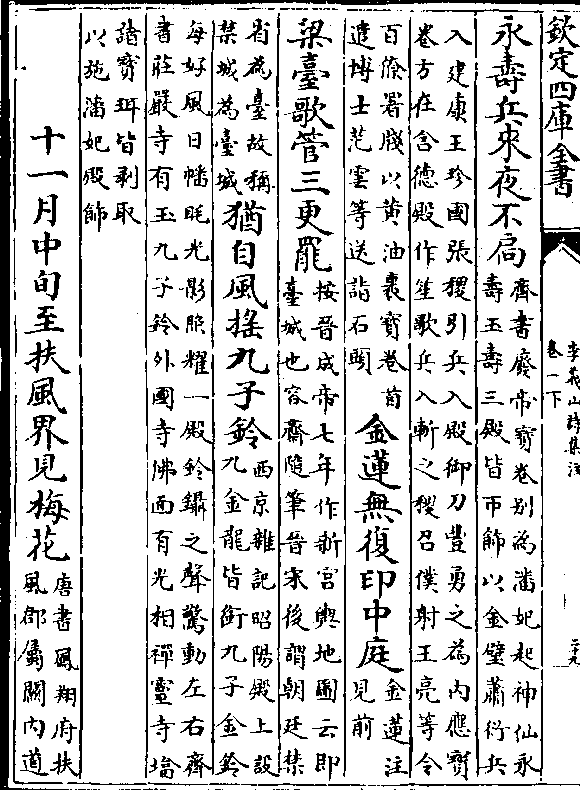 欽定四庫全書
李義山詩集注
卷一下
二十九
永壽兵來夜不扃
齊書廢帝寶卷别為潘妃起神仙永
壽玉壽三殿皆帀飾以金璧蕭衍兵
入建康王珍國張稷引兵入殿御刀豐勇之為内應寶
卷方在含德殿作笙歌兵入斬之稷召僕射王亮等令
百僚署牋以黄油裹寶卷首
遣博士范雲等送詣石頭
金蓮無復印中庭
金蓮注
見前
梁臺歌管三更罷
按晉成帝七年作新宫輿地圖云即
臺城也容齋隨筆晉宋後謂朝廷禁
省為臺故稱
禁城為臺城
猶自風揺九子鈴
西京雜記昭陽殿上設
九金龍皆銜九子金鈴
每好風日幡眊光影照耀一殿鈴鑷之聲驚動左右齊
書莊嚴寺有玉九子鈴外國寺佛面有光相禪靈寺塔
諸寳珥皆剥取
以施潘妃殿飾
十一月中旬至扶風界見梅花
唐書鳳翔府扶
風郡屬關内道